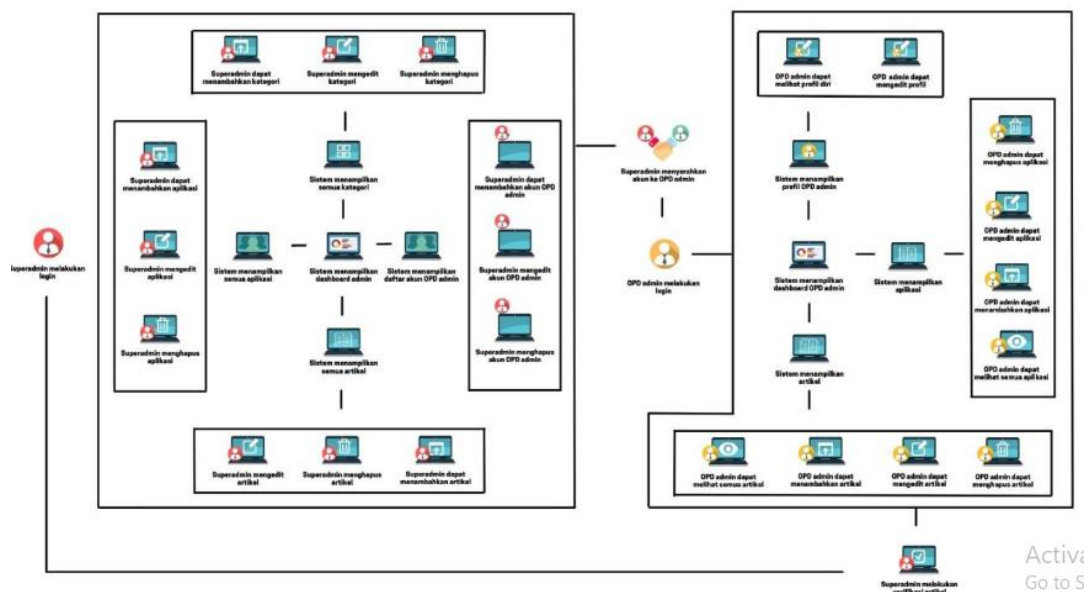 Superadmin dapat
menambahkan kategori
Superadmin mengedit
kategori
Superadmin menghapus
kategori
Superadmin dapat
menambahkan aplikasi
Superadmin mengedit
aplikasi
Superadmin menghapus
aplikasi
Sistem menampilkan
semua kategori
Sistem menampilkan
semua aplikasi
Sistem menampilkan
dashboard admin
Sistem menampilkan
daftar akun OPD admin
Sistem menampilkan
semua artikel
Superadmin dapat
menambahkan akun OPD
admin
Superadmin mengedit
akun OPD admin
Superadmin menghapus
akun OPD admin
Superadmin mengedit
artikel
Superadmin menghapus
artikel
Superadmin dapat
menambahkan artikel
Superadmin melakukan
login
Superadmin menyerahkan
akun ke OPD admin
OPD admin melakukan
login
OPD admin dapat
melihat profil diri
OPD admin dapat
mengedit profil
Sistem menampilkan
profil OPD admin
Sistem menampilkan
dashboard OPD admin
Sistem menampilkan
aplikasi
Sistem menampilkan
artikel
OPD admin dapat
menghapus aplikasi
OPD admin dapat
mengedit aplikasi
OPD admin dapat
menambahkan aplikasi
OPD admin dapat
melihat semua aplikasi
OPD admin dapat
melihat semua artikel
OPD admin dapat
menambahkan artikel
OPD admin dapat
mengedit artikel
OPD admin dapat
menghapus artikel
Superadmin melakukan
Activa
Go to S